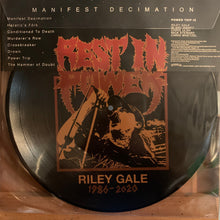 MANIFEST DECIMATION
Manifest Decimation
Heretic's Fork
Conditioned To Death
Murderer's Row
Crossbreaker
Drown
Power Trip
The Hammer of Doubt
POWER TRIP IS
REST IN
POWER
RILEY GALE
1986-2020